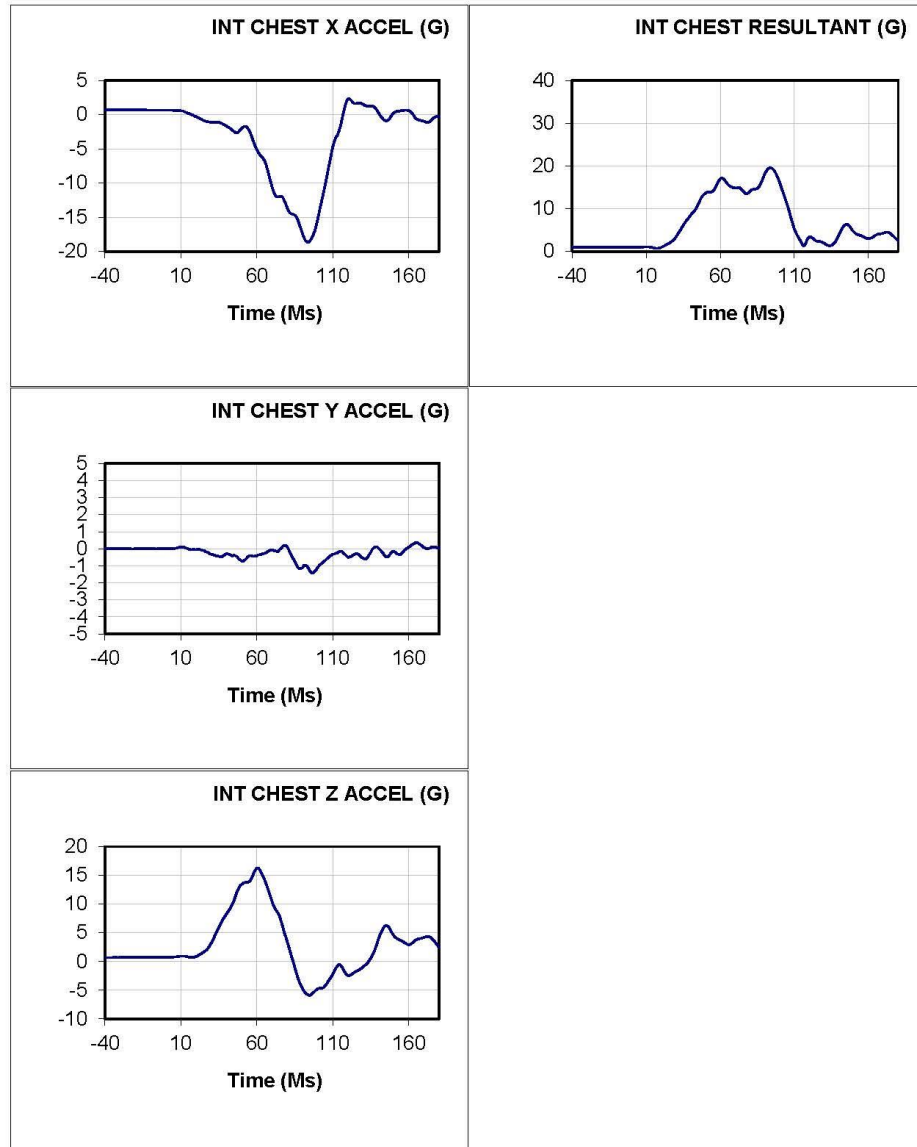 INT CHEST X ACCEL (G)
5
0
-5
-10
-15
-20
-40 10 60 110 160
Time (Ms)
INT CHEST RESULTANT (G)
40
30
20
10
0
-40 10 60 110 160
Time (Ms)
INT CHEST Y ACCEL (G)
5
4
3
2
1
0
-1
-2
-3
-4
-5
-40 10 60 110 160
Time (Ms)
INT CHEST Z ACCEL (G)
20
15
10
5
0
-5
-10
-40 10 60 110 160
Time (Ms)